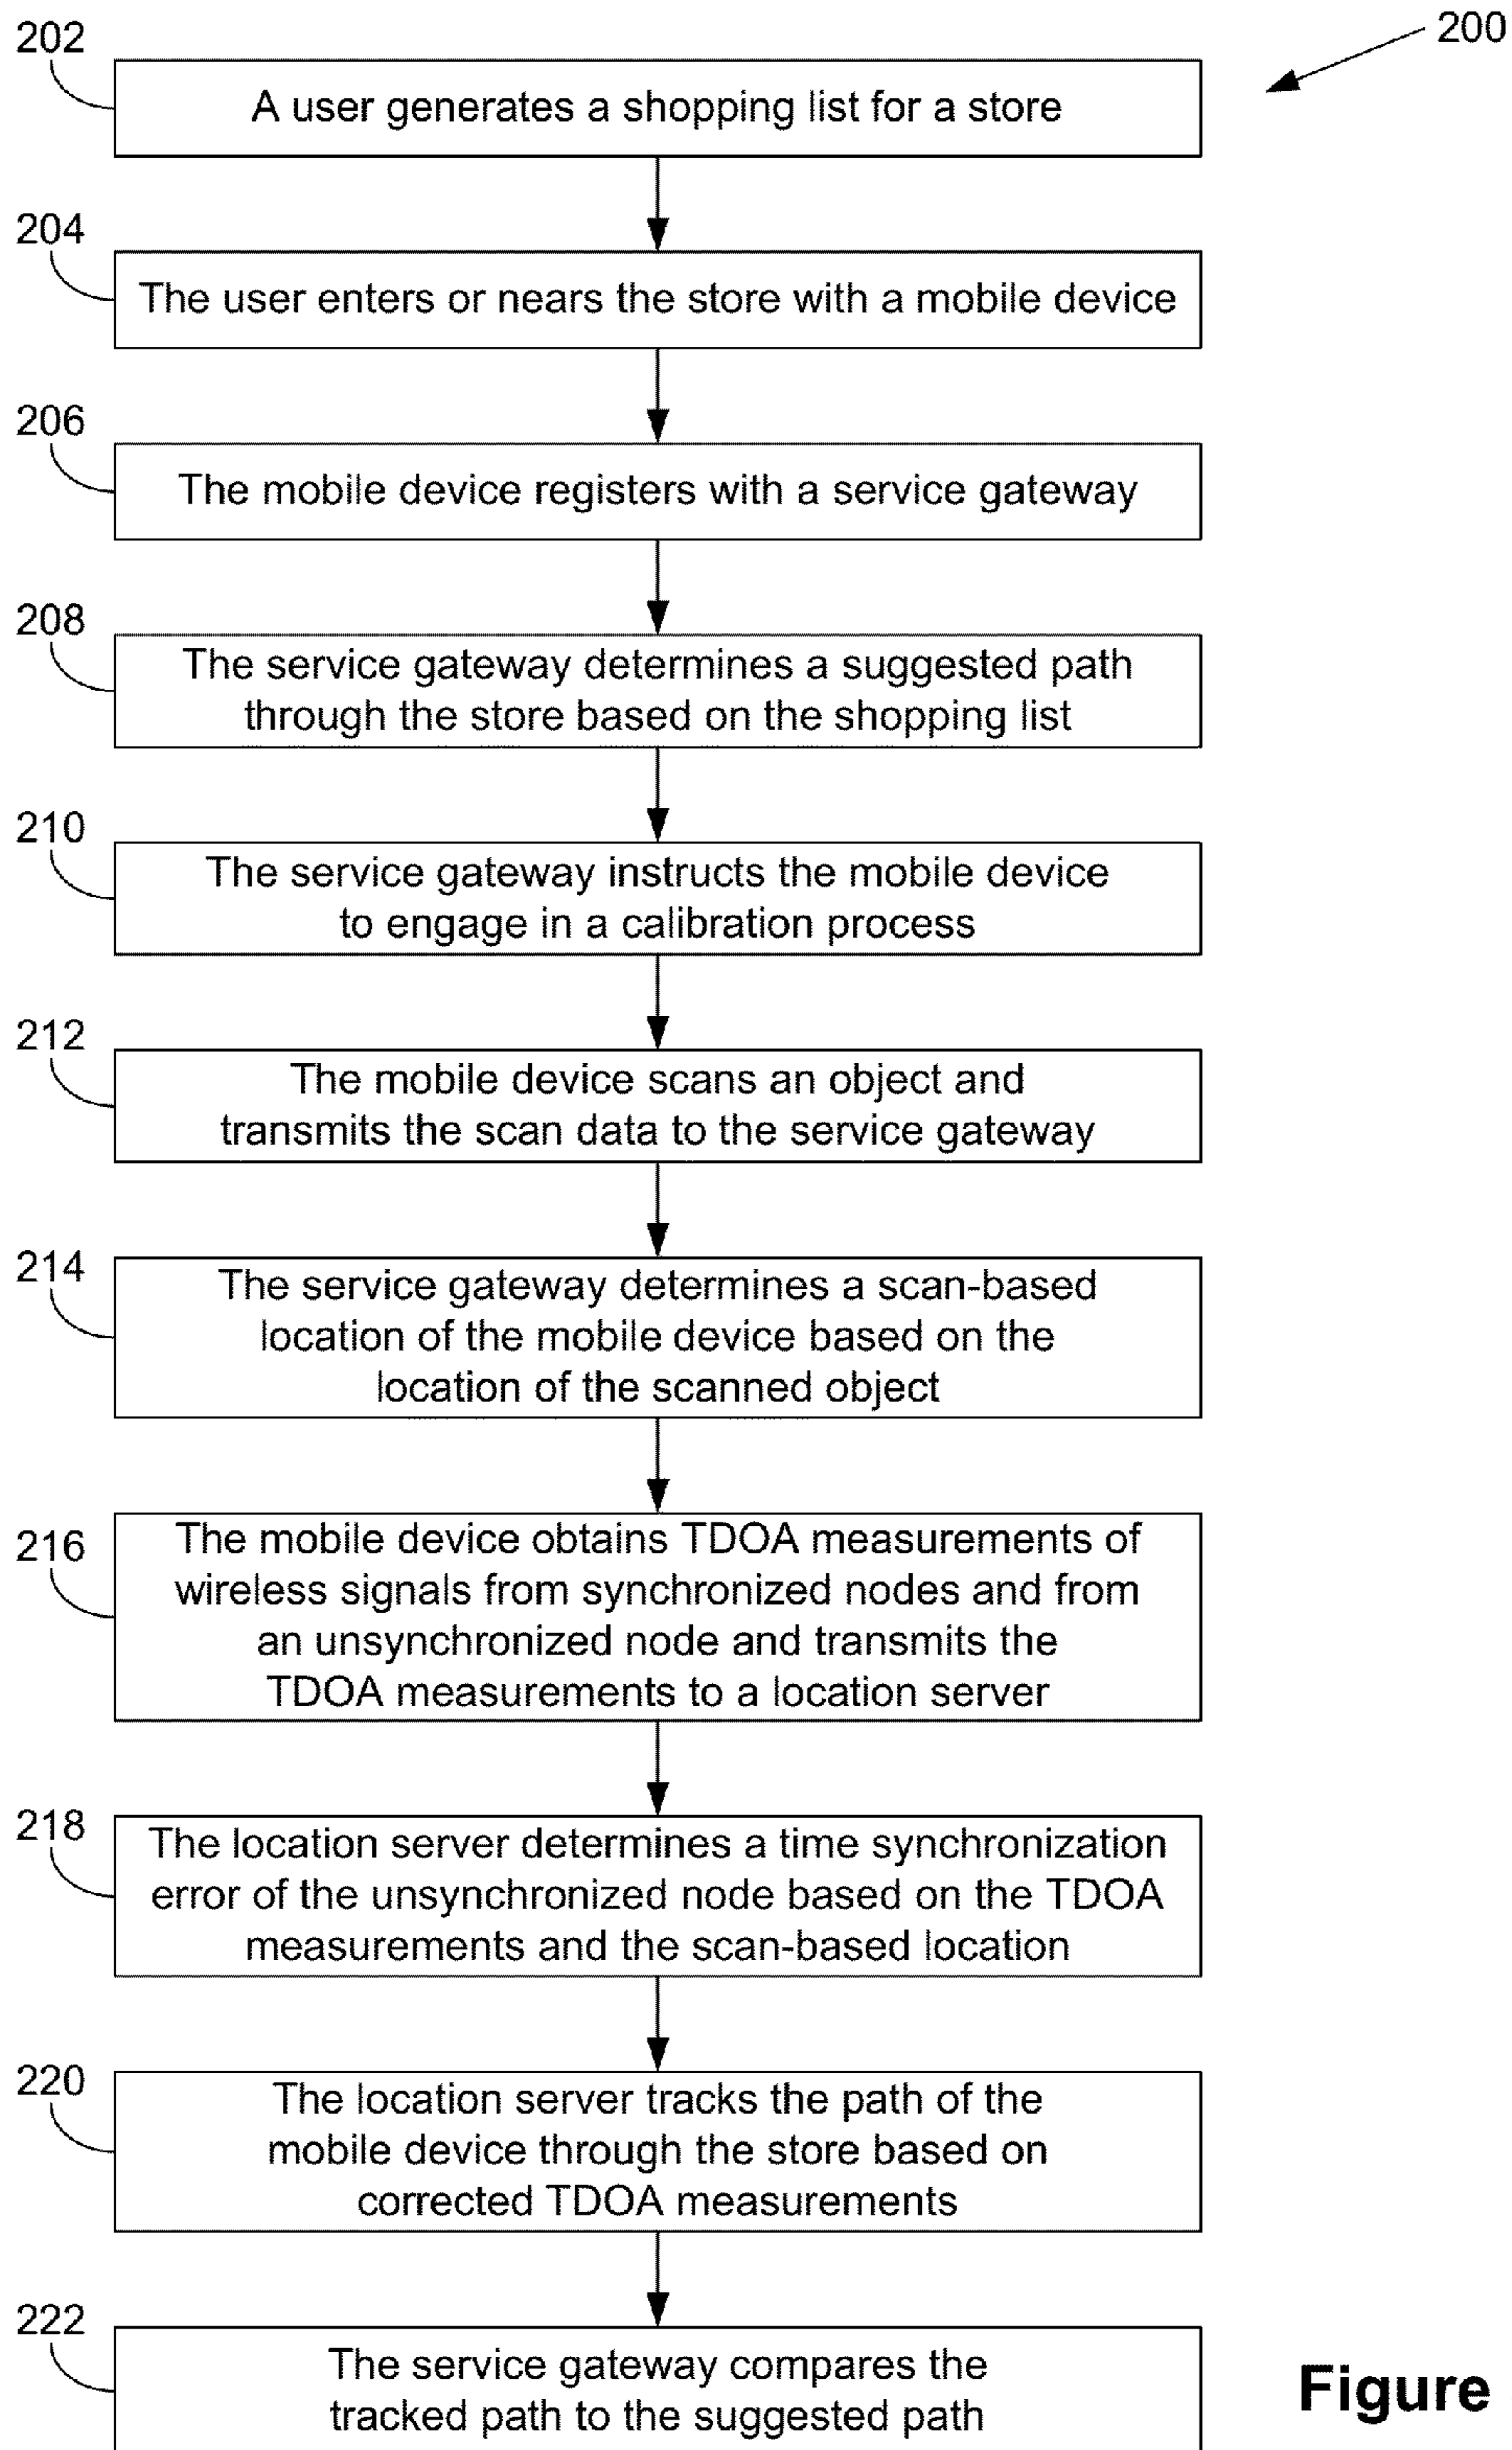 200
202
A user generates a shopping list for a store
204
The user enters or nears the store with a mobile device
206
The mobile device registers with a service gateway
208
The service gateway determines a suggested path
through the store based on the shopping list
210
The service gateway instructs the mobile device
to engage in a calibration process
212
The mobile device scans an object and
transmits the scan data to the service gateway
214
The service gateway determines a scan-based
location of the mobile device based on the
location of the scanned object
216
The mobile device obtains TDOA measurements of
wireless signals from synchronized nodes and from
an unsynchronized node and transmits the
TDOA measurements to a location server
218
The location server determines a time synchronization
error of the unsynchronized node based on the TDOA
measurements and the scan-based location
220
The location server tracks the path of the
mobile device through the store based on
corrected TDOA measurements
222
The service gateway compares the
tracked path to the suggested path
Figure